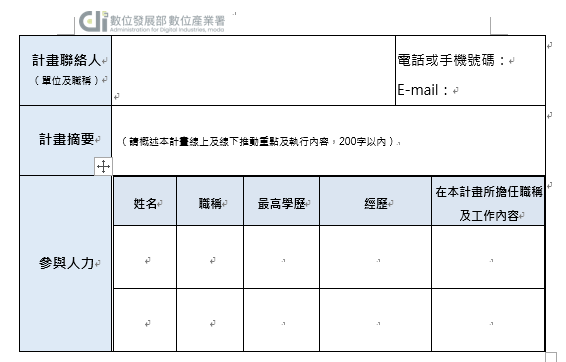 數位發展部 數位產業署
Administration for Digital Industries, moda
計畫聯絡人
（單位及職稱）
電話或手機號碼：
E-mail：
計畫摘要
（請概述本計畫線上及線下推動重點及執行內容，200字以內）
參與人力
姓名 職稱 最高學歷 經歷 在本計畫所擔任職稱
及工作內容